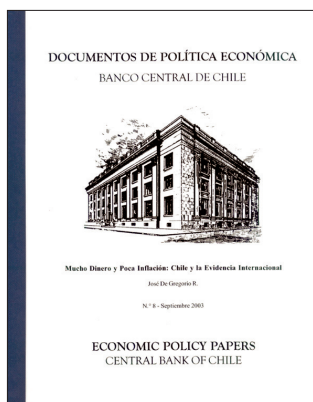 DOCUMENTOS DE POLÍTICA ECONÓMICA
BANCO CENTRAL DE CHILE
Mucho Dinero y Poca Inflación: Chile y la Evidencia Internacional
José De Gregorio R.
N.° 8 - Septiembre 2003
ECONOMIC POLICY PAPERS
CENTRAL BANK OF CHILE